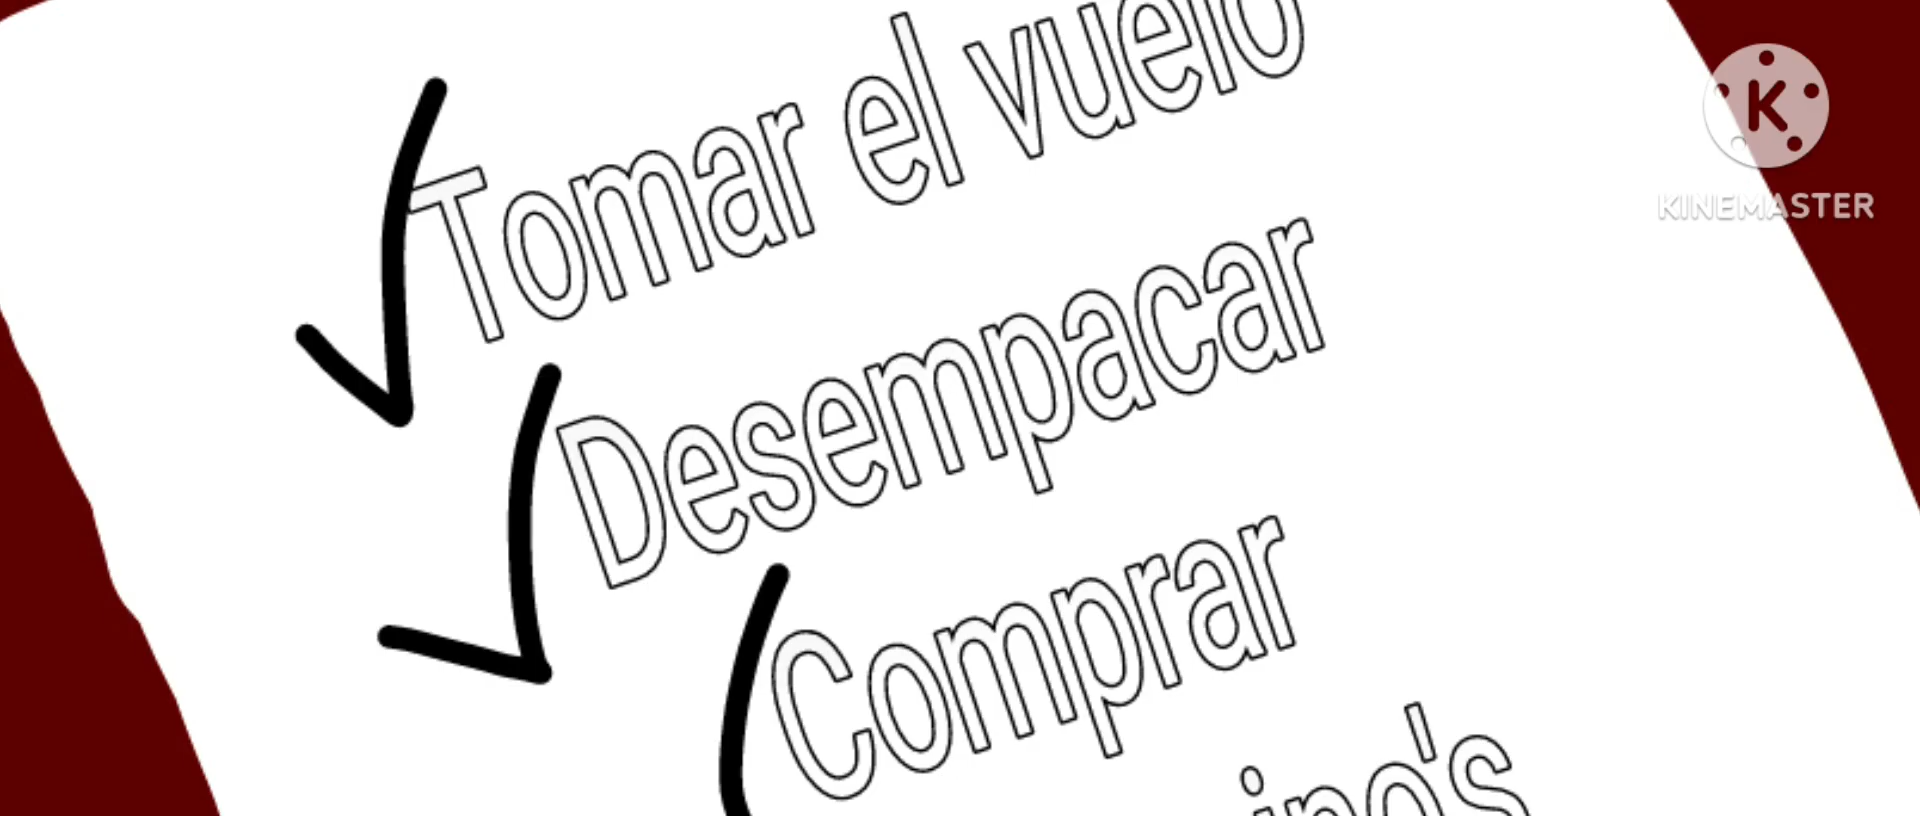 Tomar el vuelo
Desempacar
Comprar
K
KINEMASTER